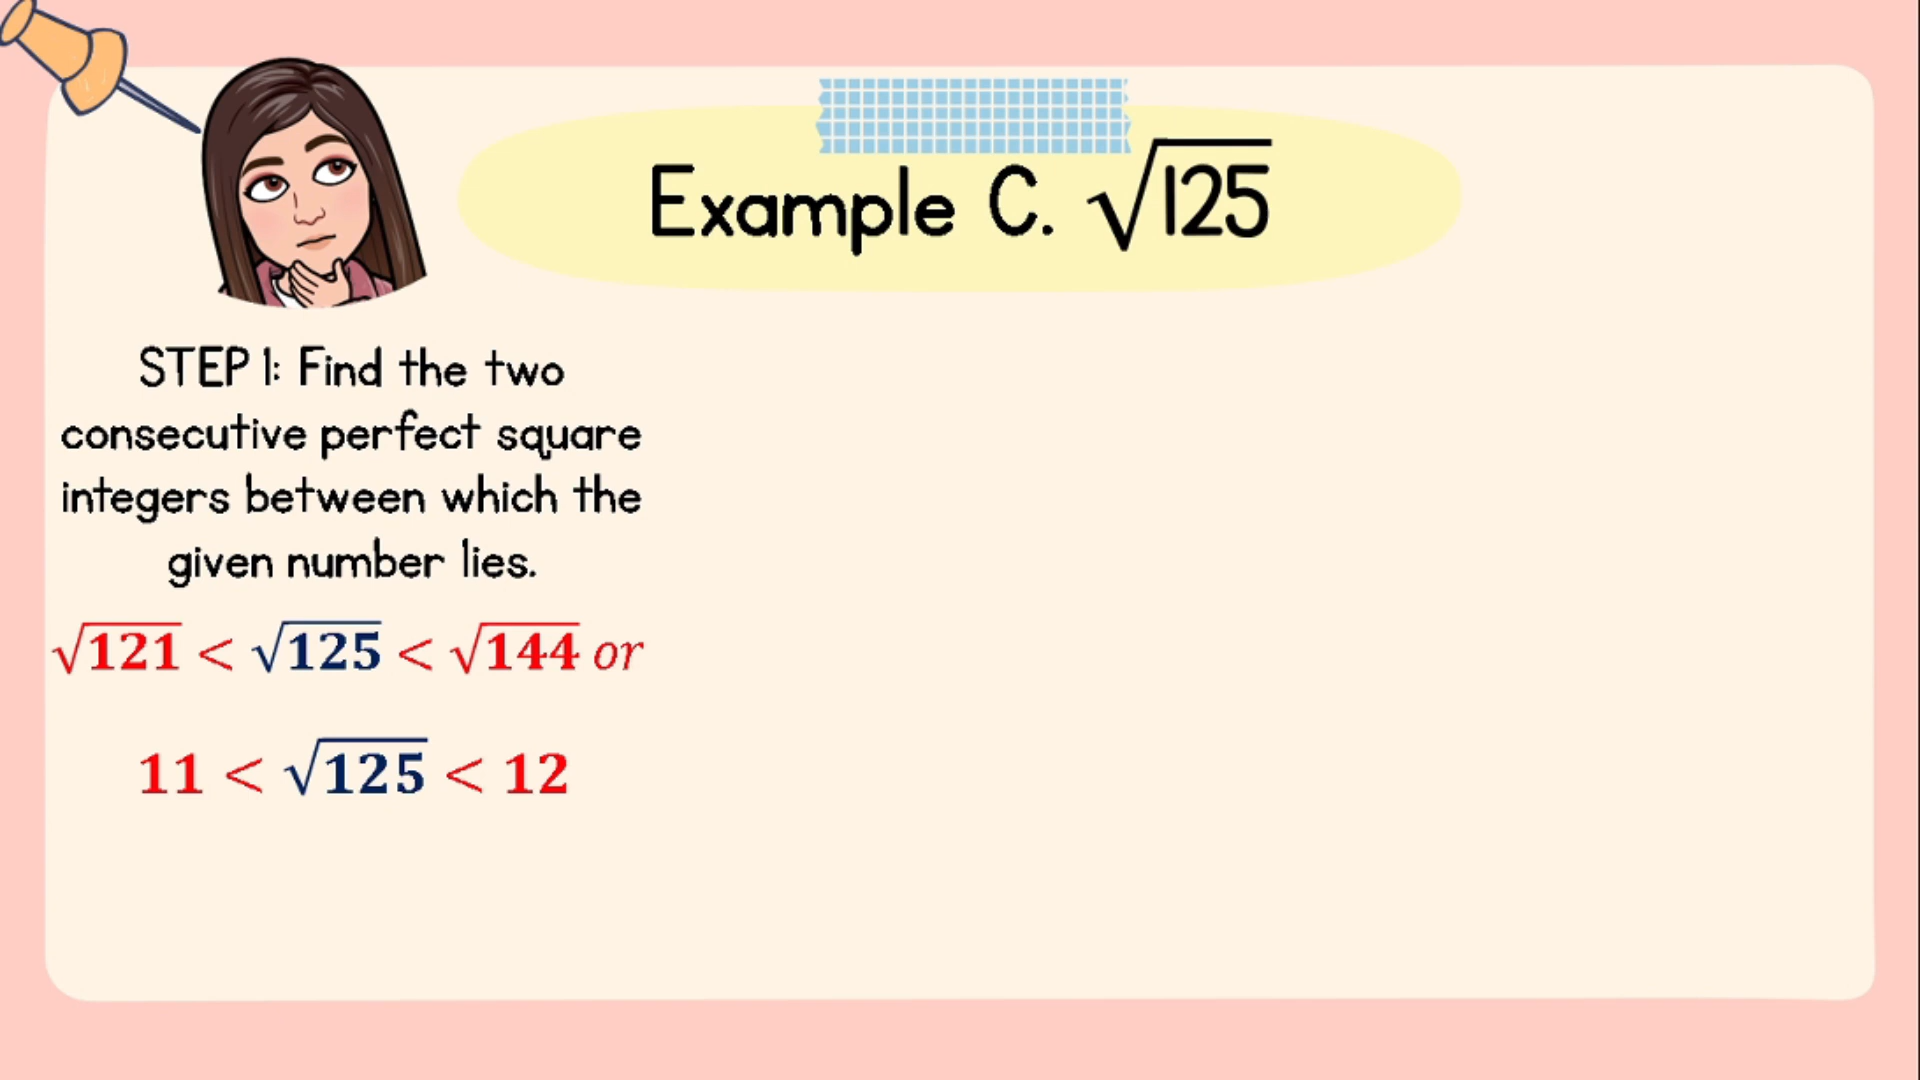 Example C. √125
STEP 1: Find the two
consecutive perfect square
integers between which the
given number lies.
√121 < √125 < √144 or
11 < √125 < 12